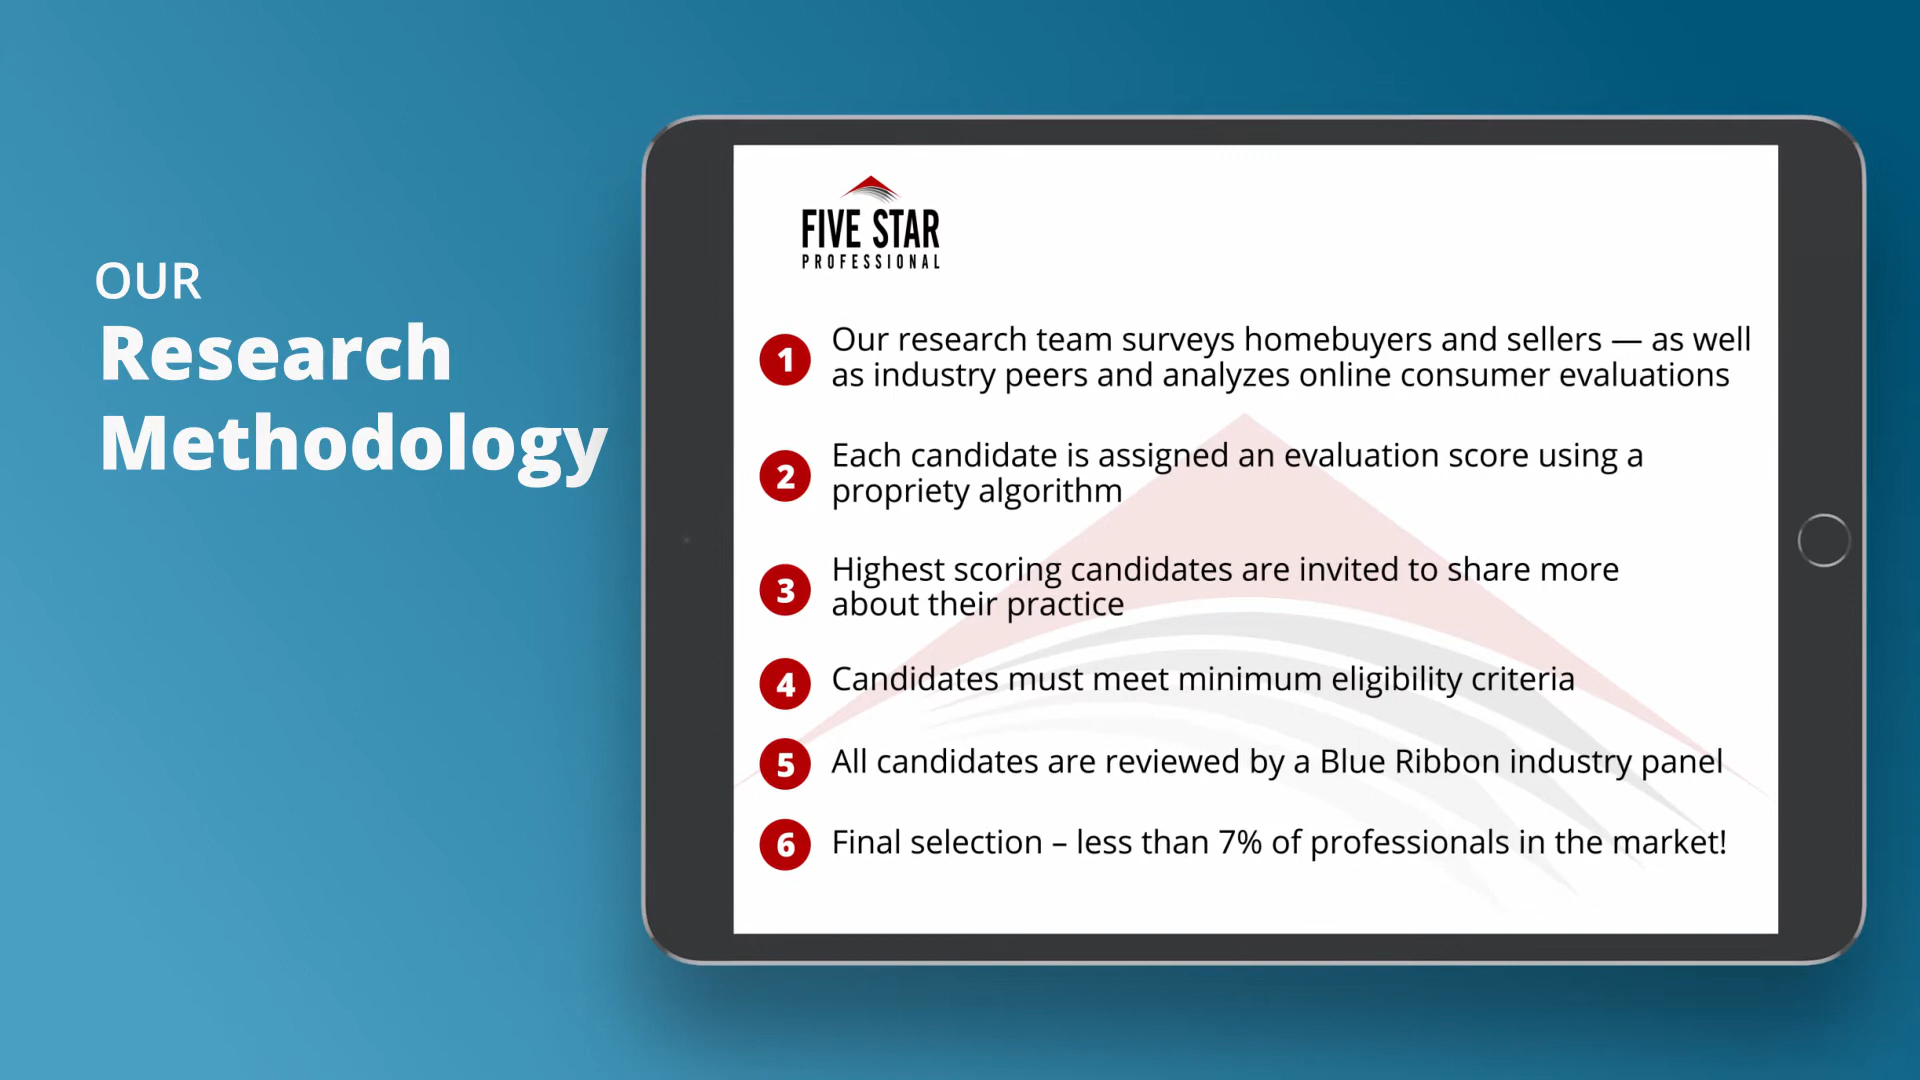 OUR
Research
Methodology
FIVE STAR
PROFESSIONAL
1 Our research team surveys homebuyers and sellers — as well
as industry peers and analyzes online consumer evaluations
2 Each candidate is assigned an evaluation score using a
propriety algorithm
3 Highest scoring candidates are invited to share more
about their practice
4 Candidates must meet minimum eligibility criteria
5 All candidates are reviewed by a Blue Ribbon industry panel
6 Final selection – less than 7% of professionals in the market!